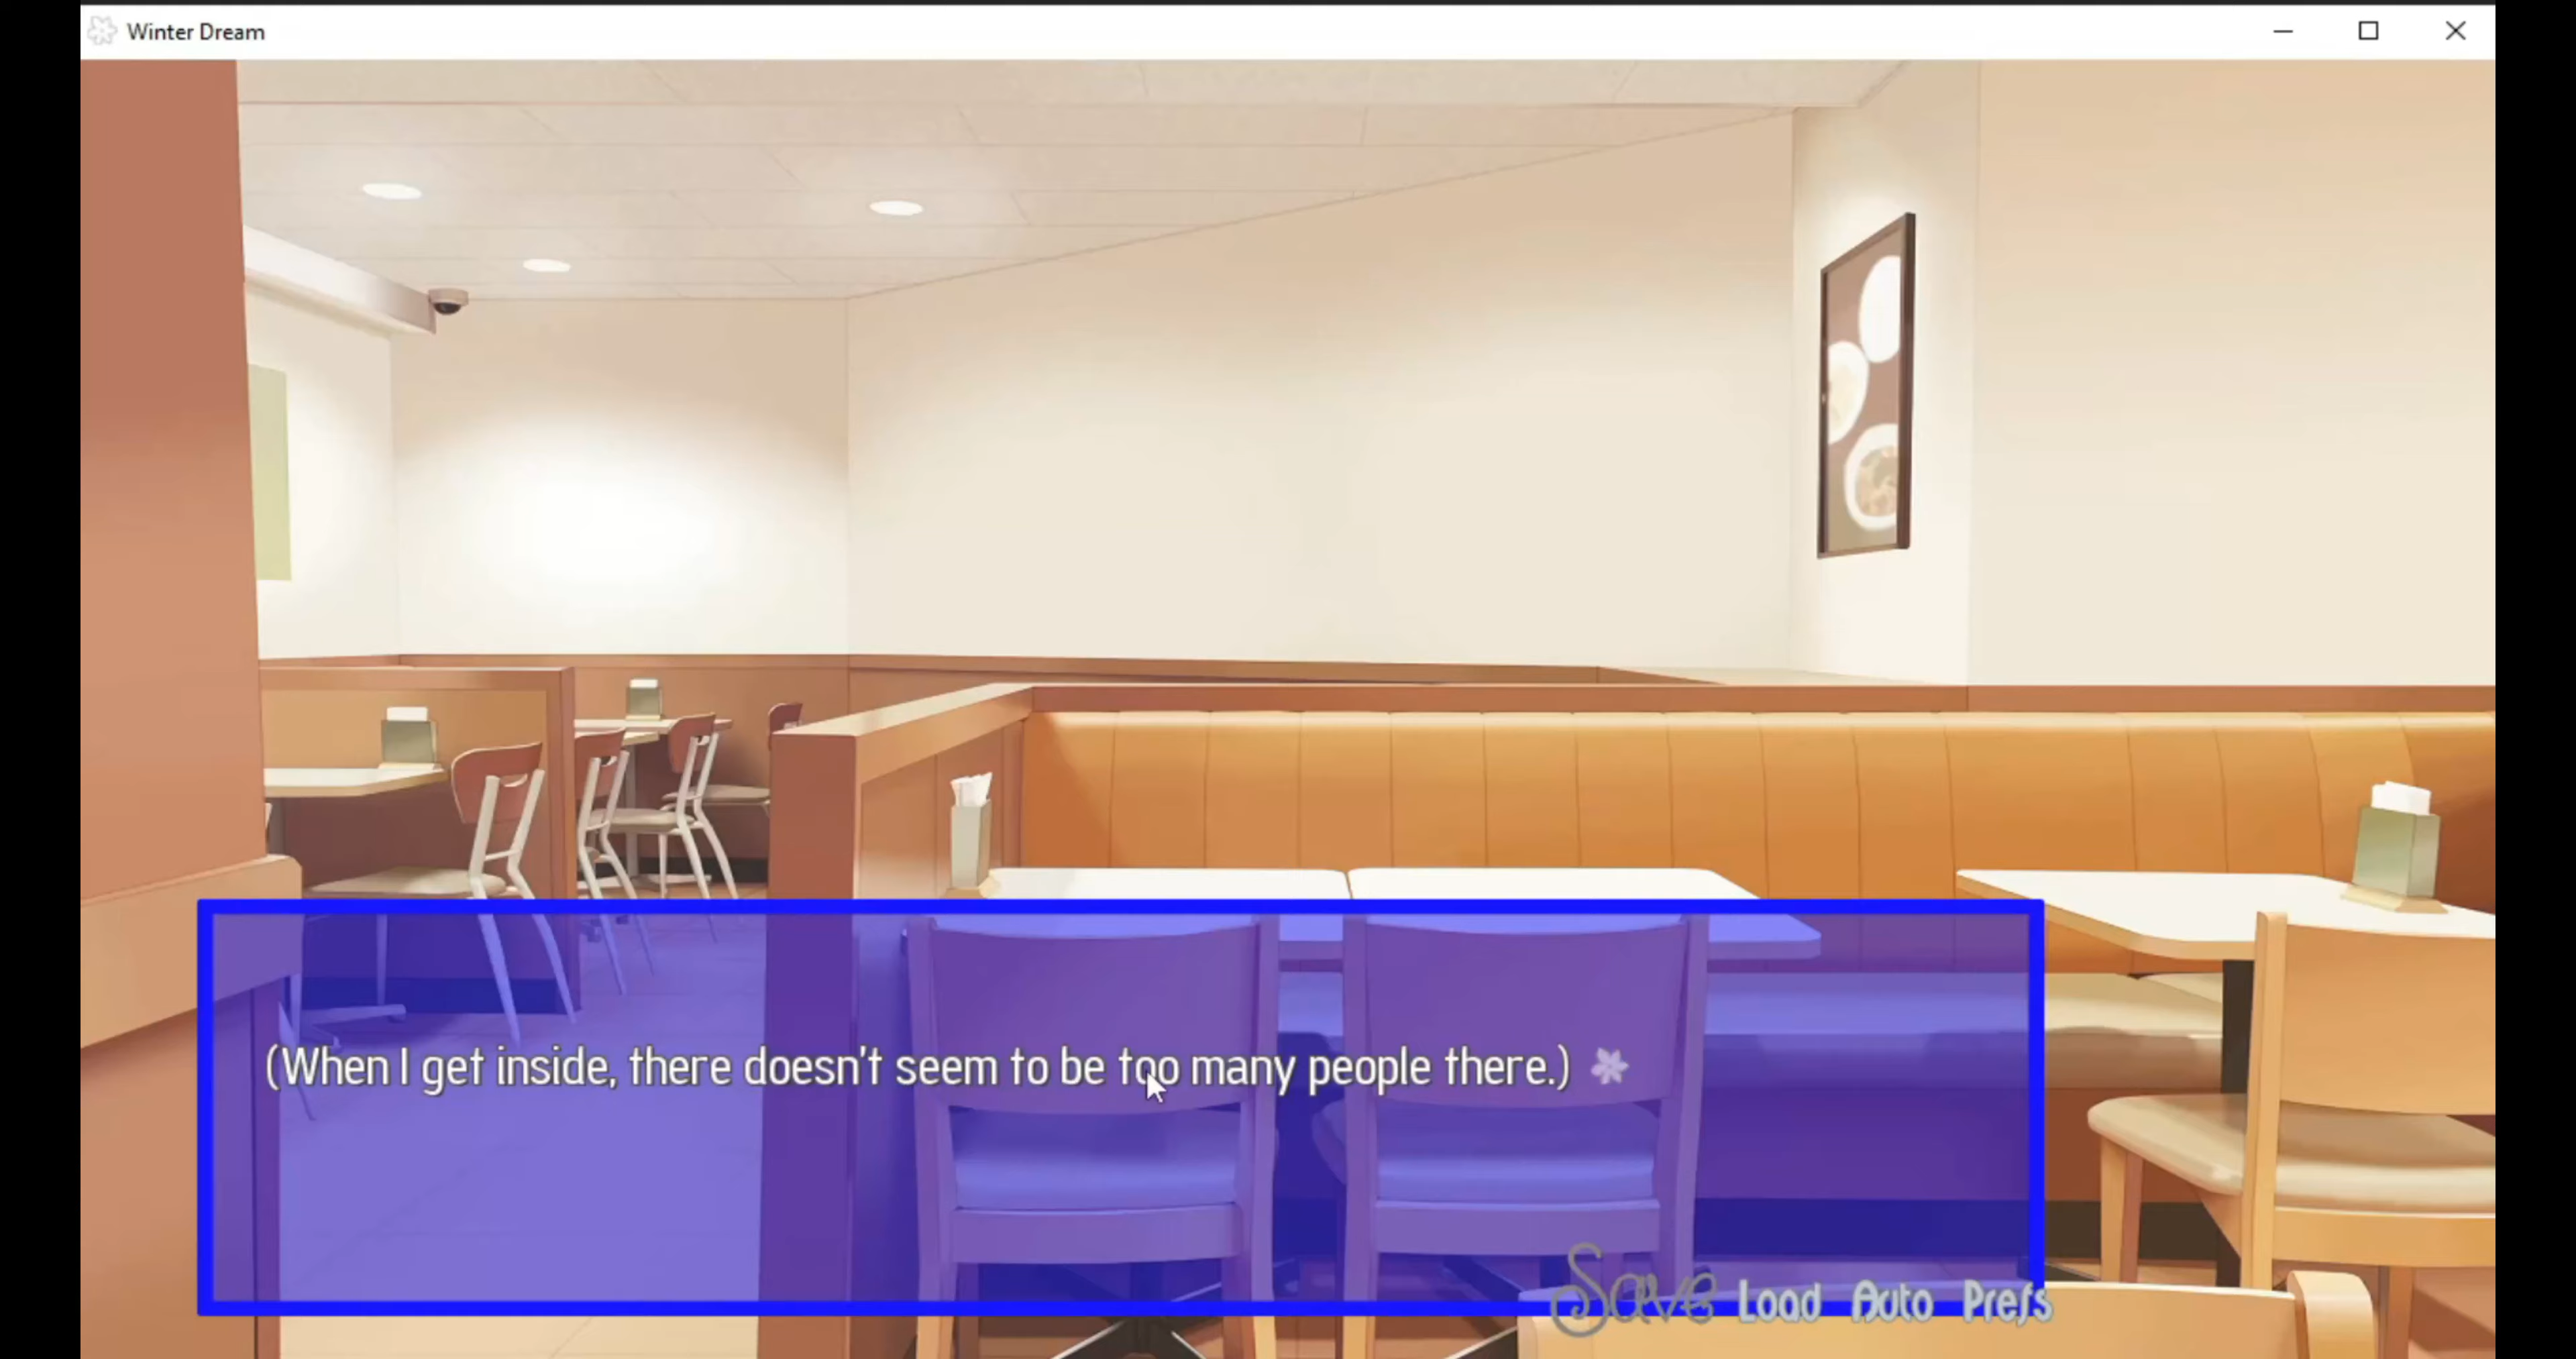 Winter Dream
(When I get inside, there doesn't seem to be too many people there.)
Save Load Auto Prefs